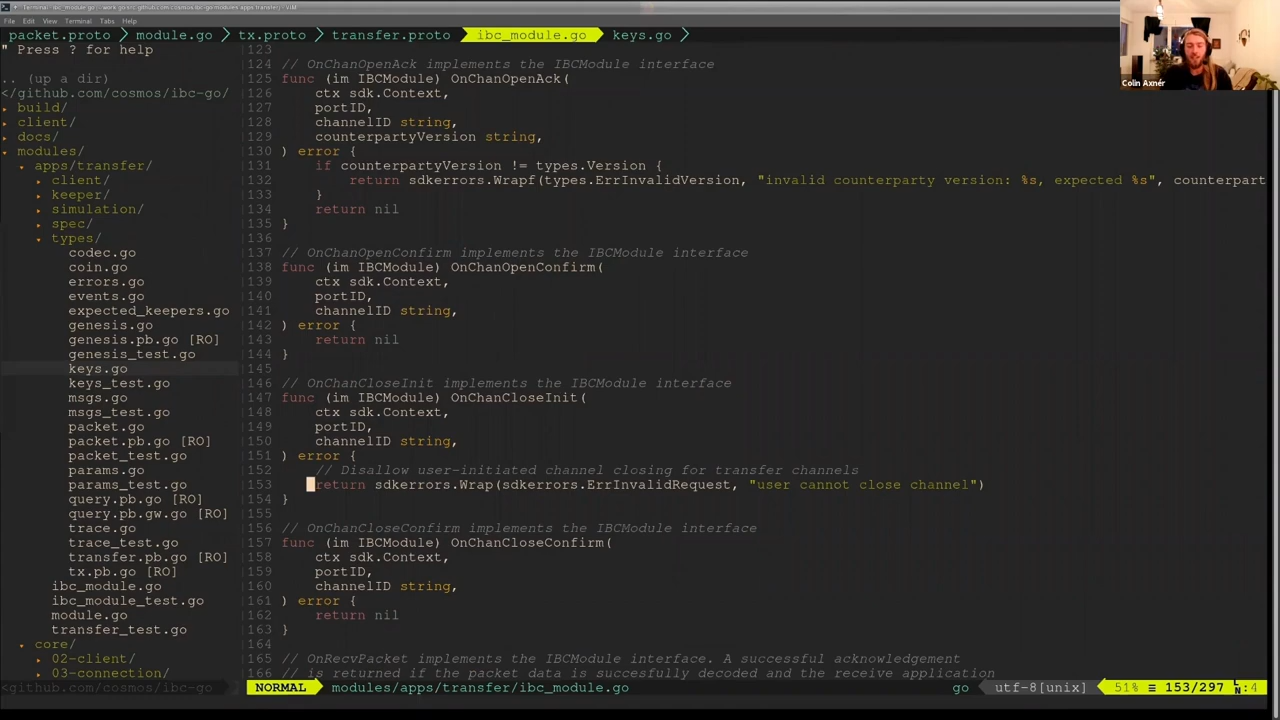 Terminal - ibc_module.go
File Edit View Terminal Tabs Help
packet.proto module.go tx.proto transfer.proto ibc_module.go keys.go
" Press ? for help
.. (up a dir)
</github.com/cosmos/ibc-go/
build/
client/
docs/
modules/
apps/transfer/
client/
keeper/
simulation/
spec/
types/
codec.go
coin.go
errors.go
events.go
expected_keepers.go
genesis.go
genesis.pb.go [RO]
genesis_test.go
keys.go
keys_test.go
msgs.go
msgs_test.go
packet.go
packet.pb.go [RO]
packet_test.go
params.go
params_test.go
query.pb.go [RO]
query.pb.gw.go [RO]
trace.go
trace_test.go
transfer.pb.go [RO]
tx.pb.go [RO]
ibc_module.go
ibc_module_test.go
module.go
transfer_test.go
core/
02-client/
03-connection/
<github.com/cosmos/ibc-go
123
124 // OnChanOpenAck implements the IBCModule interface
125 func (im IBCModule) OnChanOpenAck(
126 ctx sdk.Context,
127 portID,
128 channelID string,
129 counterpartyVersion string,
130 ) error {
131 if counterpartyVersion != types.Version {
132 return sdkerrors.Wrapf(types.ErrInvalidVersion, "invalid counterparty version: %s, expected %s", counterpart
133 }
134 return nil
135 }
136
137 // OnChanOpenConfirm implements the IBCModule interface
138 func (im IBCModule) OnChanOpenConfirm(
139 ctx sdk.Context,
140 portID,
141 channelID string,
142 ) error {
143 return nil
144 }
145
146 // OnChanCloseInit implements the IBCModule interface
147 func (im IBCModule) OnChanCloseInit(
148 ctx sdk.Context,
149 portID,
150 channelID string,
151 ) error {
152 // Disallow user-initiated channel closing for transfer channels
153 return sdkerrors.Wrap(sdkerrors.ErrInvalidRequest, "user cannot close channel")
154 }
155
156 // OnChanCloseConfirm implements the IBCModule interface
157 func (im IBCModule) OnChanCloseConfirm(
158 ctx sdk.Context,
159 portID,
160 channelID string,
161 ) error {
162 return nil
163 }
164
165 // OnRecvPacket implements the IBCModule interface. A successful acknowledgement
166 // is returned if the packet data is succesfully decoded and the receive application
NORMAL modules/apps/transfer/ibc_module.go go utf-8[unix] 51% 153/297 :4
Colin Axner